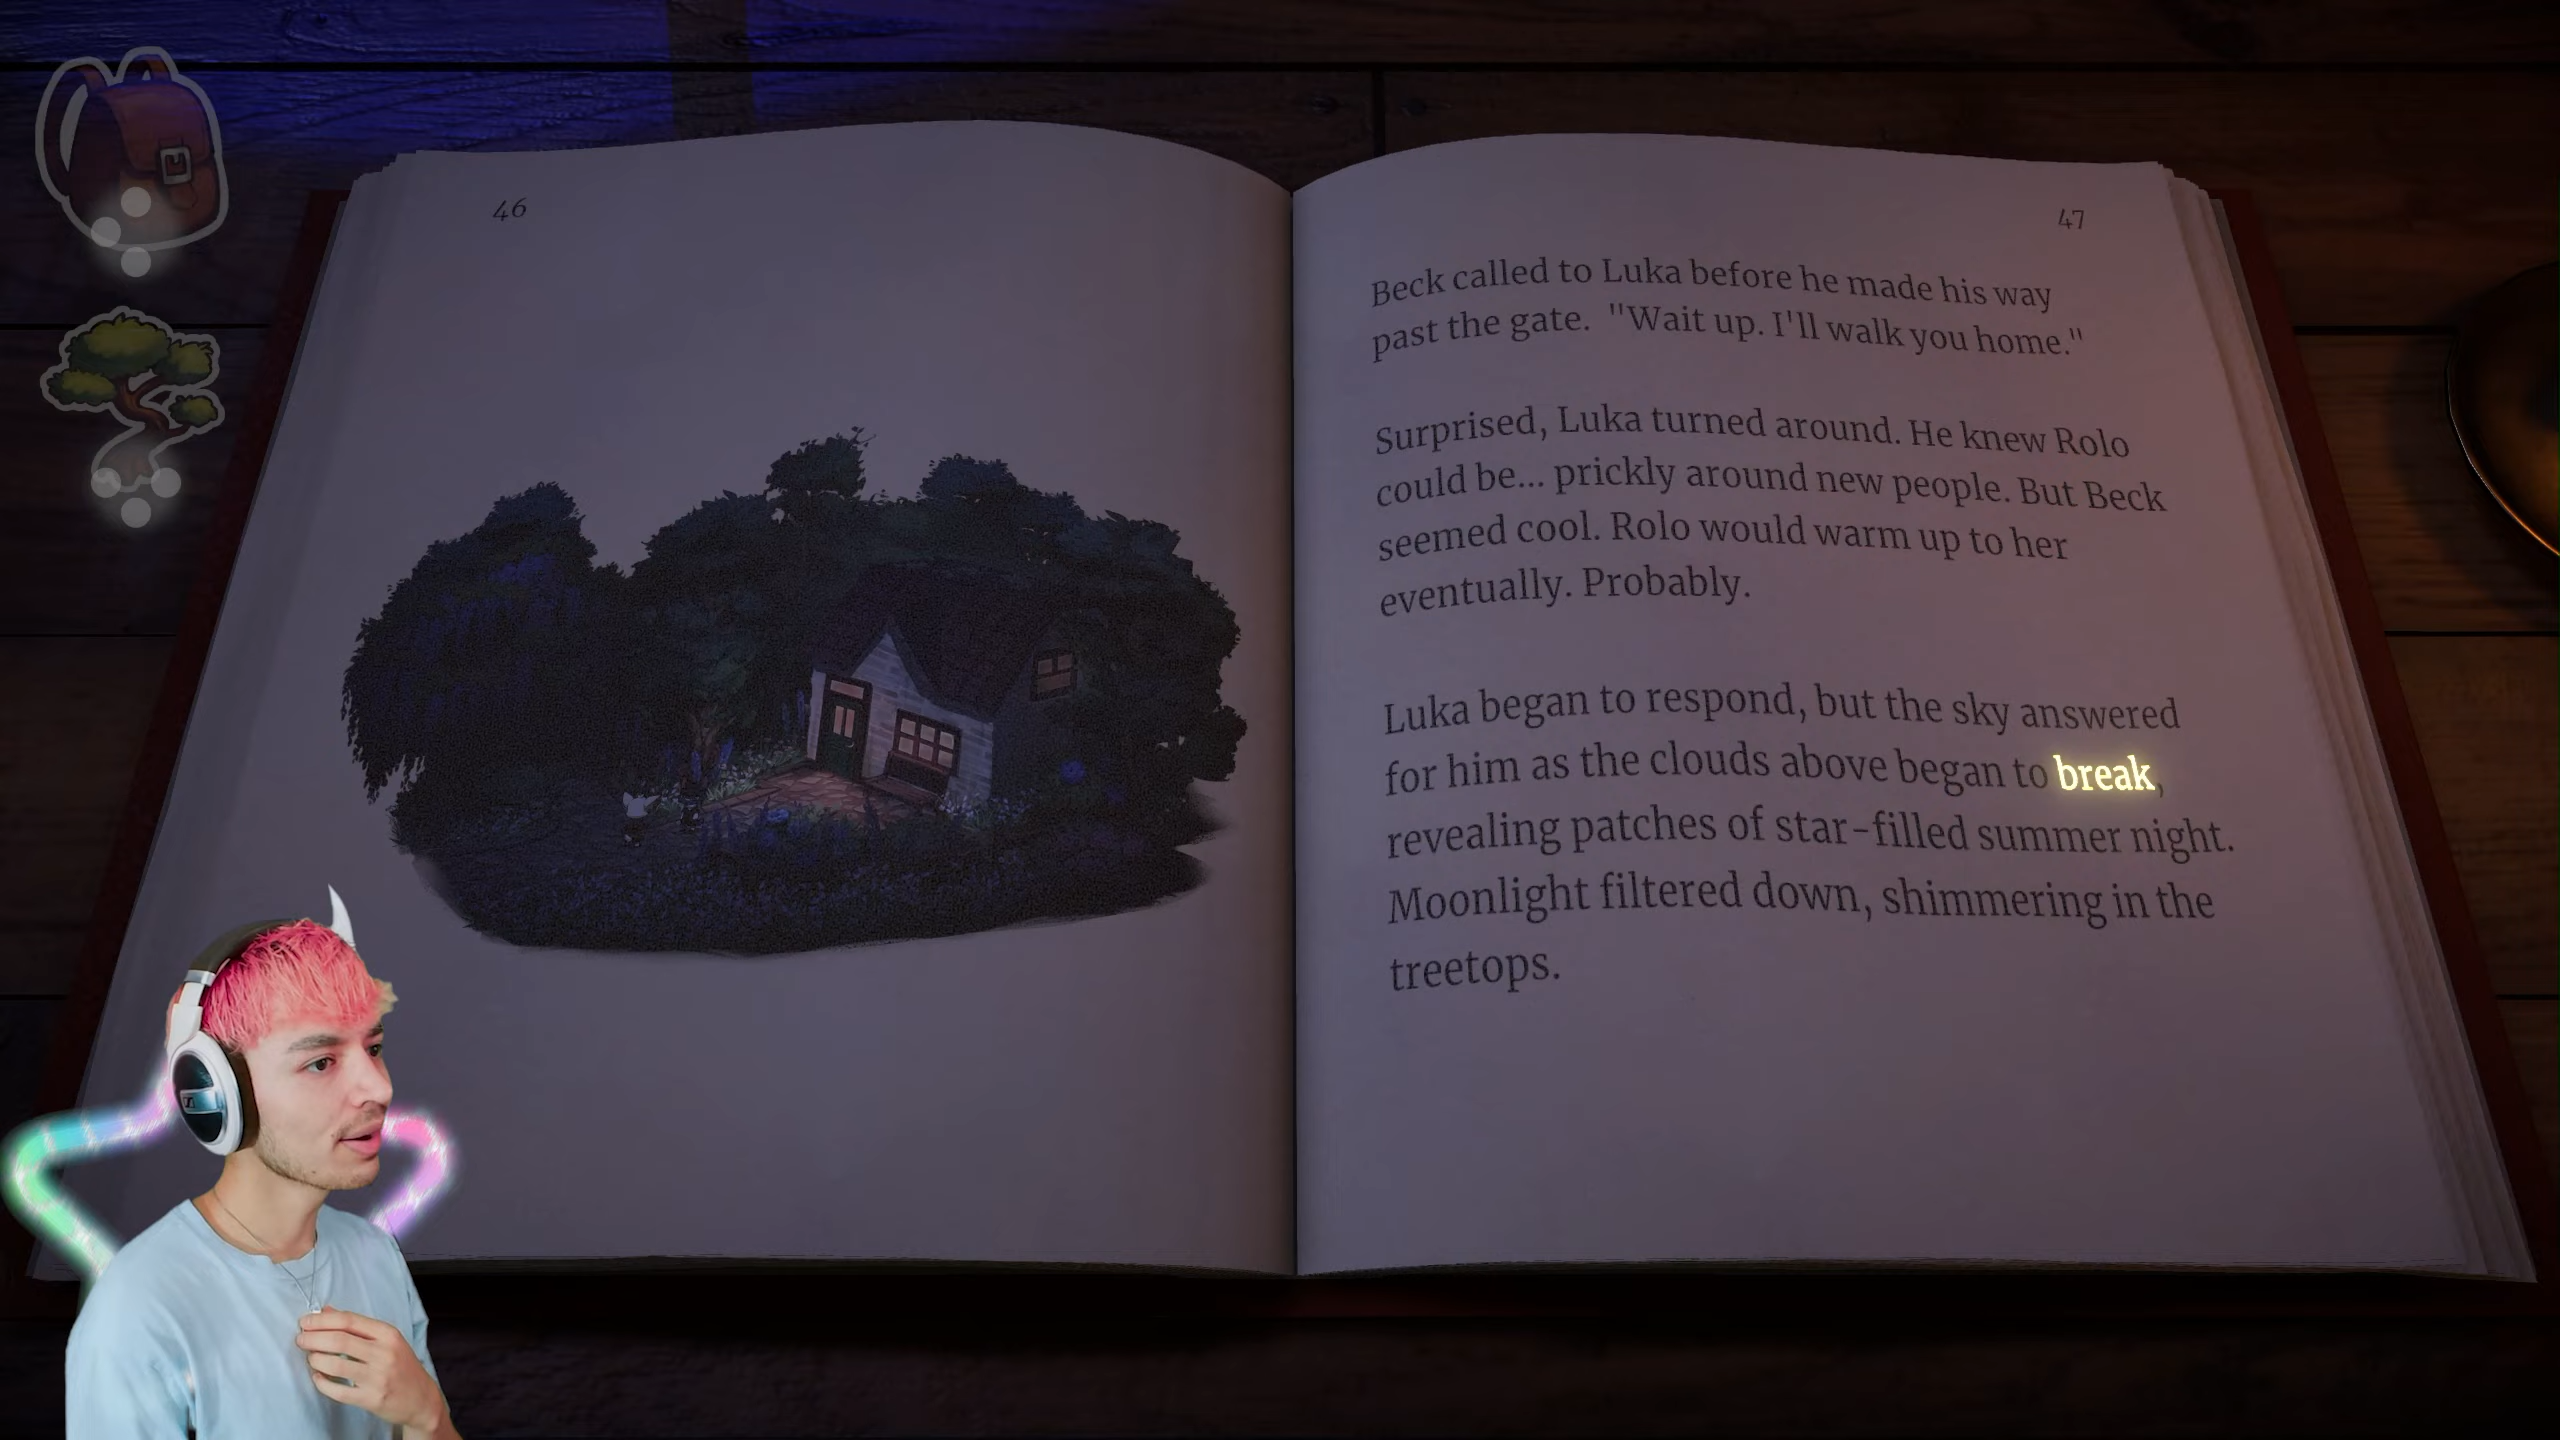 46
47
Beck called to Luka before he made his way
past the gate.  "Wait up. I'll walk you home."
Surprised, Luka turned around. He knew Rolo
could be... prickly around new people. But Beck
seemed cool. Rolo would warm up to her
eventually. Probably.
Luka began to respond, but the sky answered
for him as the clouds above began to break,
revealing patches of star-filled summer night.
Moonlight filtered down, shimmering in the
treetops.